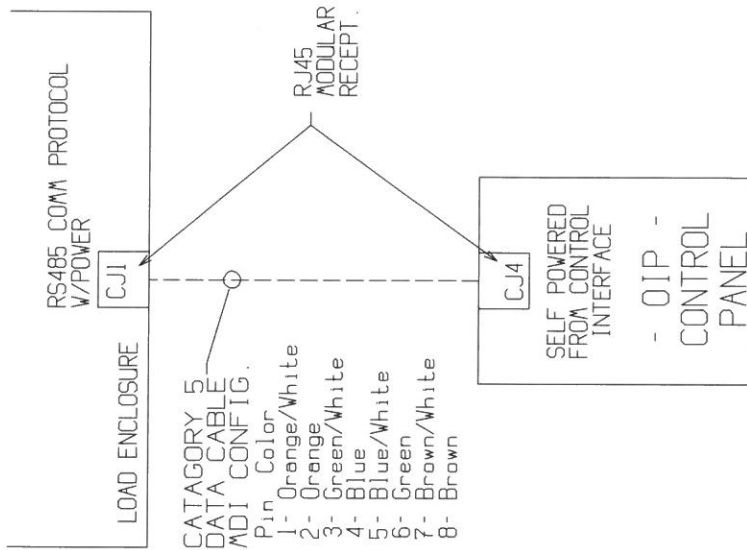 RS485 COMM PROTOCOL
W/POWER
CJ1
LOAD ENCLOSURE
RJ45
MODULAR
RECEPT.
CATAGORY 5
DATA CABLE
MDI CONFIG.
Pin Color
1- Orange/White
2- Orange
3- Green/White
4- Blue
5- Blue/White
6- Green
7- Brown/White
8- Brown
CJ4
SELF POWERED
FROM CONTROL
INTERFACE
- OIP -
CONTROL
PANEL